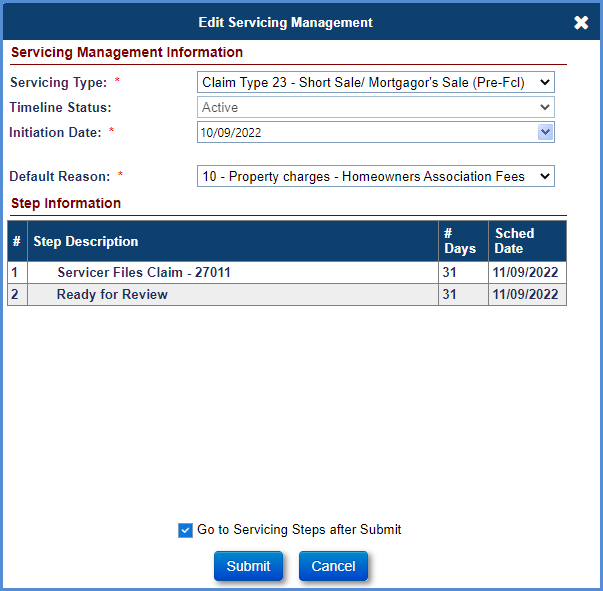 Edit Servicing Management
Servicing Management Information
Servicing Type: * Claim Type 23 - Short Sale/ Mortgagor's Sale (Pre-Fcl)
Timeline Status: Active
Initiation Date: * 10/09/2022
Default Reason: * 10 - Property charges - Homeowners Association Fees
Step Information
# Step Description # Days Sched Date
1 Servicer Files Claim - 27011 31 11/09/2022
2 Ready for Review 31 11/09/2022
Go to Servicing Steps after Submit
Submit Cancel